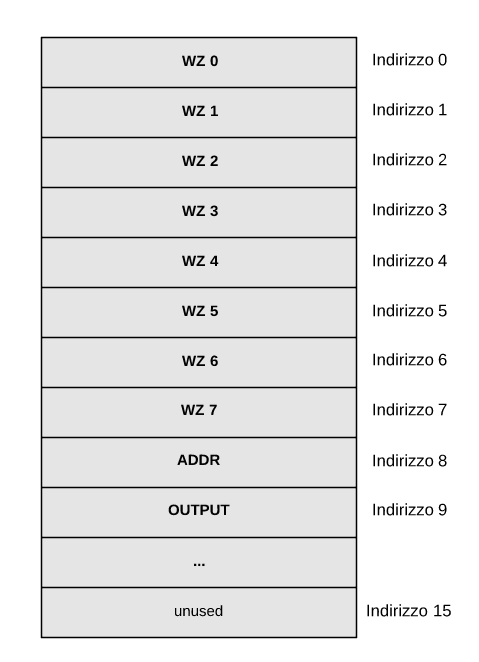 WZ 0 Indirizzo 0
WZ 1 Indirizzo 1
WZ 2 Indirizzo 2
WZ 3 Indirizzo 3
WZ 4 Indirizzo 4
WZ 5 Indirizzo 5
WZ 6 Indirizzo 6
WZ 7 Indirizzo 7
ADDR Indirizzo 8
OUTPUT Indirizzo 9
...
unused Indirizzo 15